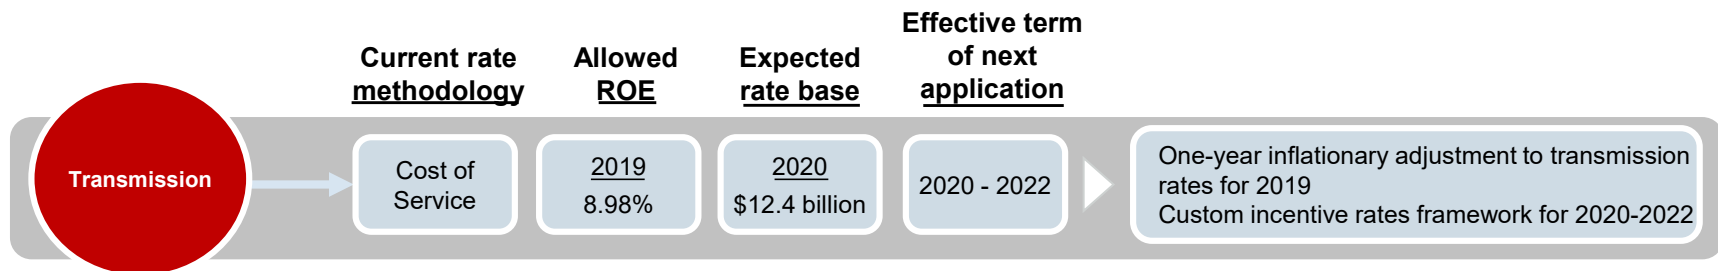 Current rate
methodology
Allowed
ROE
Expected
rate base
Effective term
of next
application
Transmission
Cost of
Service
2019
8.98%
2020
$12.4 billion
2020 - 2022
One-year inflationary adjustment to transmission
rates for 2019
Custom incentive rates framework for 2020-2022